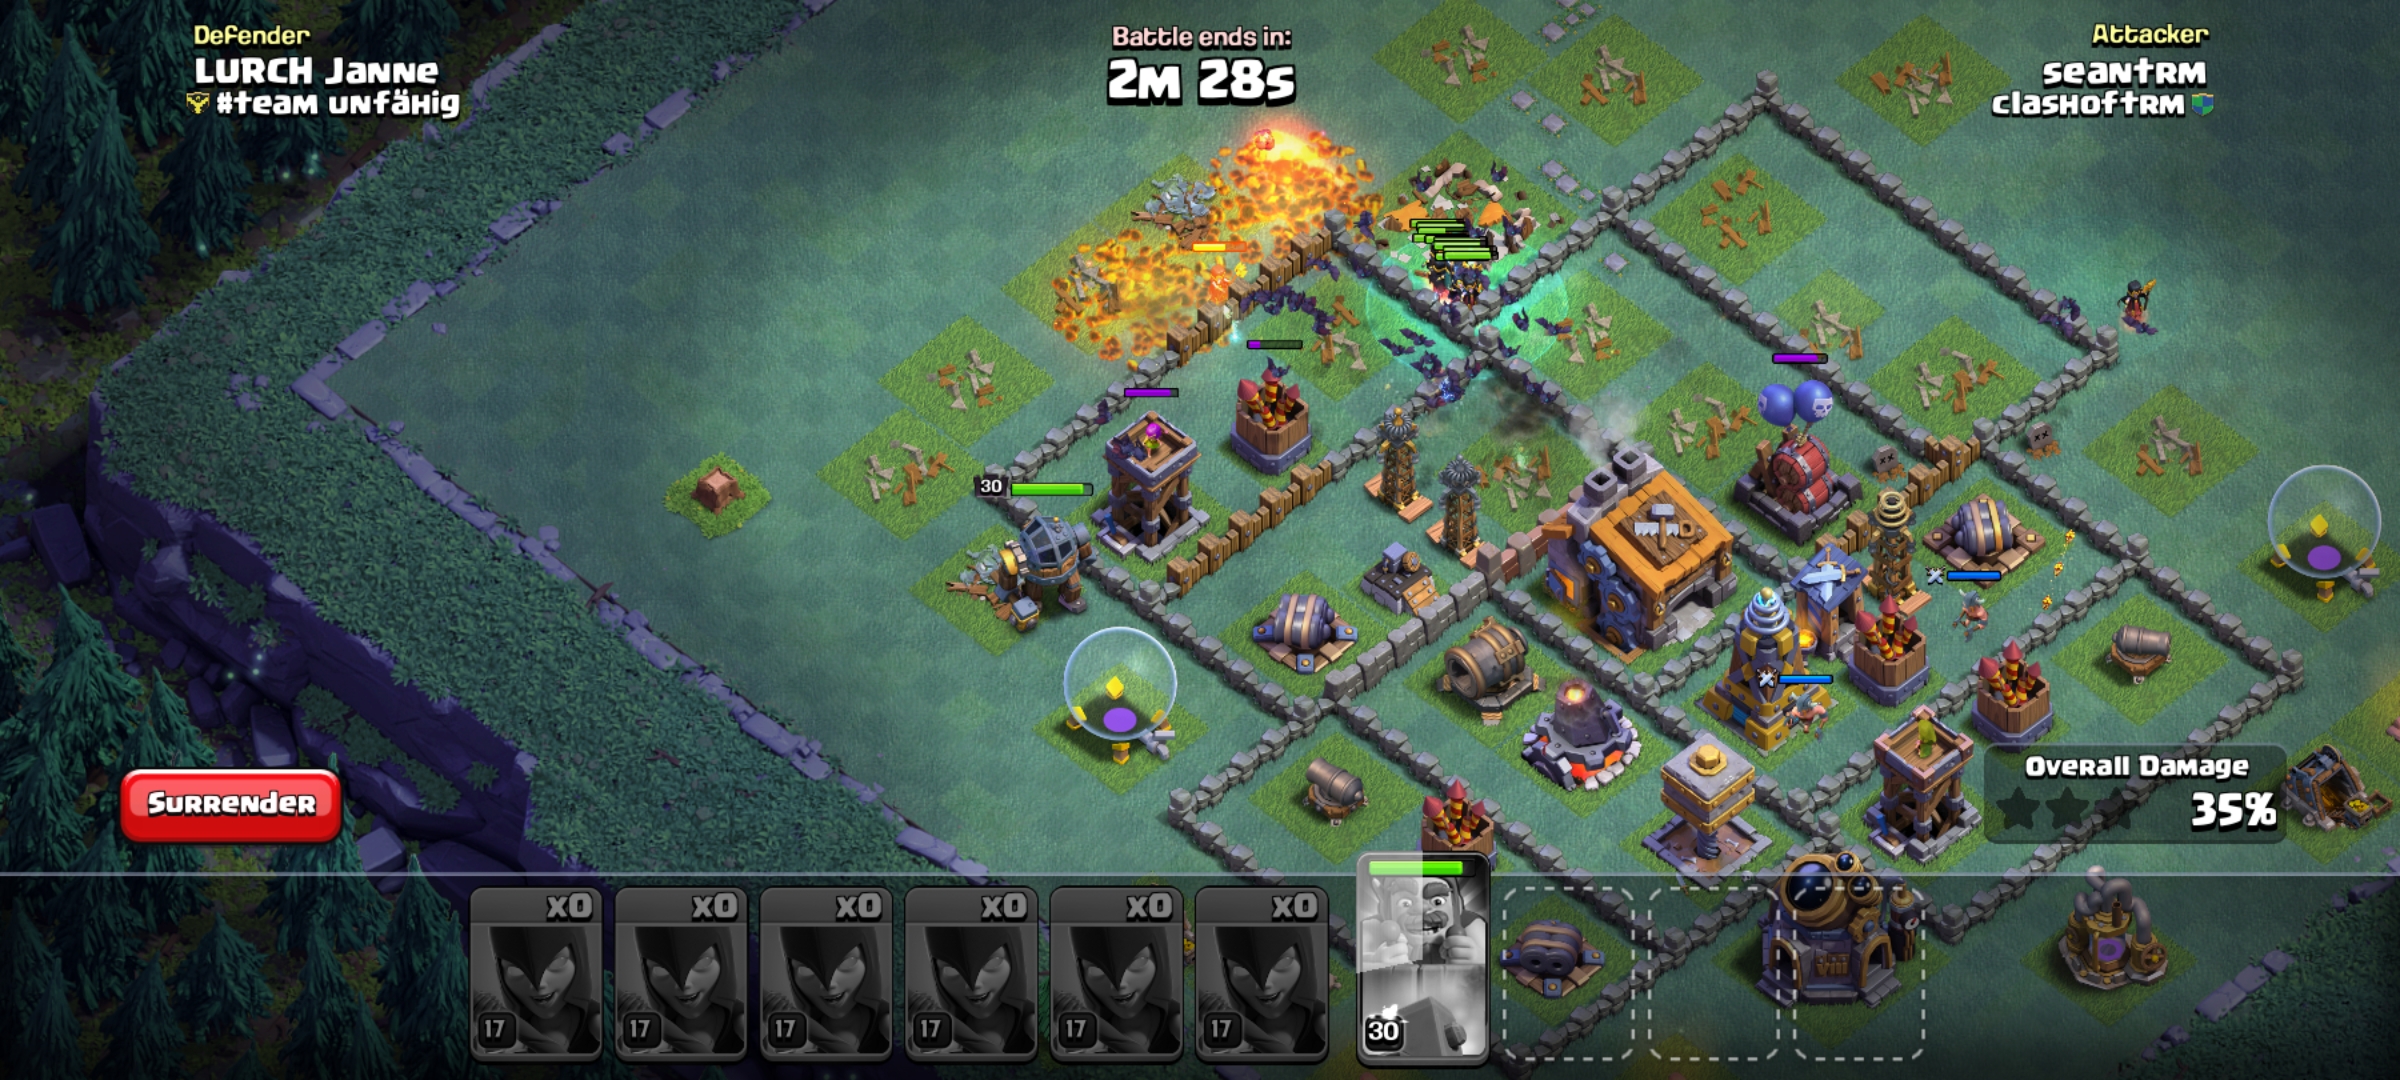 Defender
LURCH Janne
#team unfähig
Battle ends in:
2m 28s
Attacker
seantrm
clashoftrm
30
Surrender
Overall Damage
35%
x0
x0
x0
x0
x0
x0
17
17
17
17
17
17
30